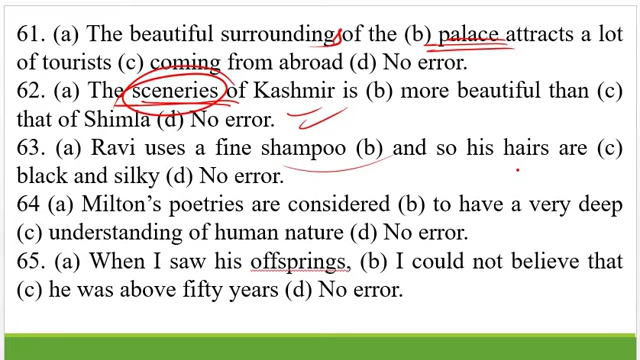 61. (a) The beautiful surroundings of the (b) palace attracts a lot
of tourists (c) coming from abroad (d) No error.
62. (a) The sceneries of Kashmir is (b) more beautiful than (c)
that of Shimla (d) No error.
63. (a) Ravi uses a fine shampoo (b) and so his hairs are (c)
black and silky (d) No error.
64 (a) Milton’s poetries are considered (b) to have a very deep
(c) understanding of human nature (d) No error.
65. (a) When I saw his offsprings, (b) I could not believe that
(c) he was above fifty years (d) No error.